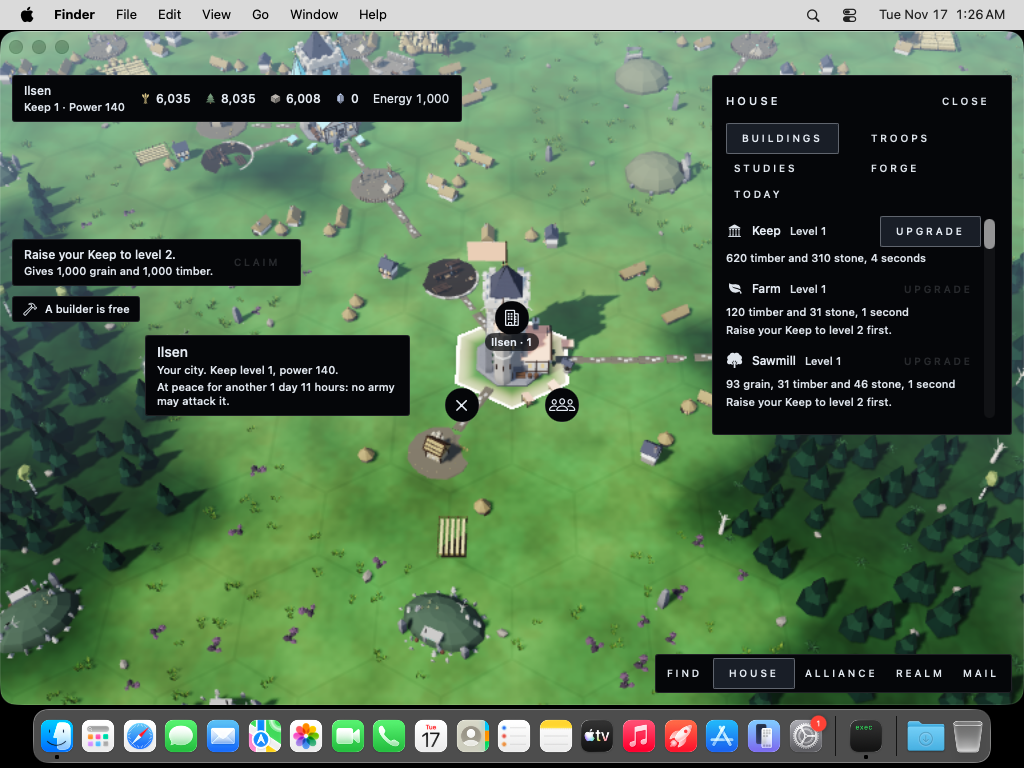 Finder File Edit View Go Window Help Tue Nov 17 1:26 AM
Ilsen
Keep 1 · Power 140
6,035 8,035 6,008 0 Energy 1,000
Raise your Keep to level 2.
Gives 1,000 grain and 1,000 timber.
CLAIM
A builder is free
Ilsen
Your city. Keep level 1, power 140.
At peace for another 1 day 11 hours: no army
may attack it.
Ilsen · 1
HOUSE CLOSE
BUILDINGS TROOPS
STUDIES FORGE
TODAY
Keep Level 1 UPGRADE
620 timber and 310 stone, 4 seconds
Farm Level 1 UPGRADE
120 timber and 31 stone, 1 second
Raise your Keep to level 2 first.
Sawmill Level 1 UPGRADE
93 grain, 31 timber and 46 stone, 1 second
Raise your Keep to level 2 first.
FIND HOUSE ALLIANCE REALM MAIL
Tue
17
tv
1
exec